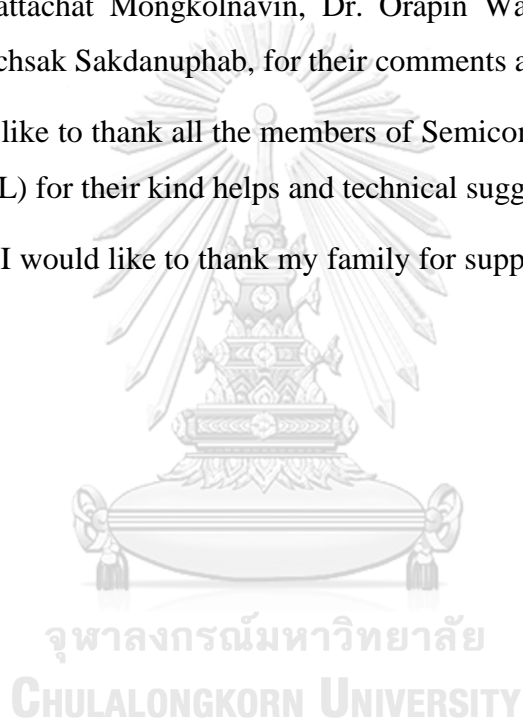 attachat Mongkolnavin, Dr. Orapin Wa
chsak Sakdanuphab, for their comments a
like to thank all the members of Semicon
L) for their kind helps and technical sugg
I would like to thank my family for supp
จุฬาลงกรณ์มหาวิทยาลัย
CHULALONGKORN UNIVERSITY